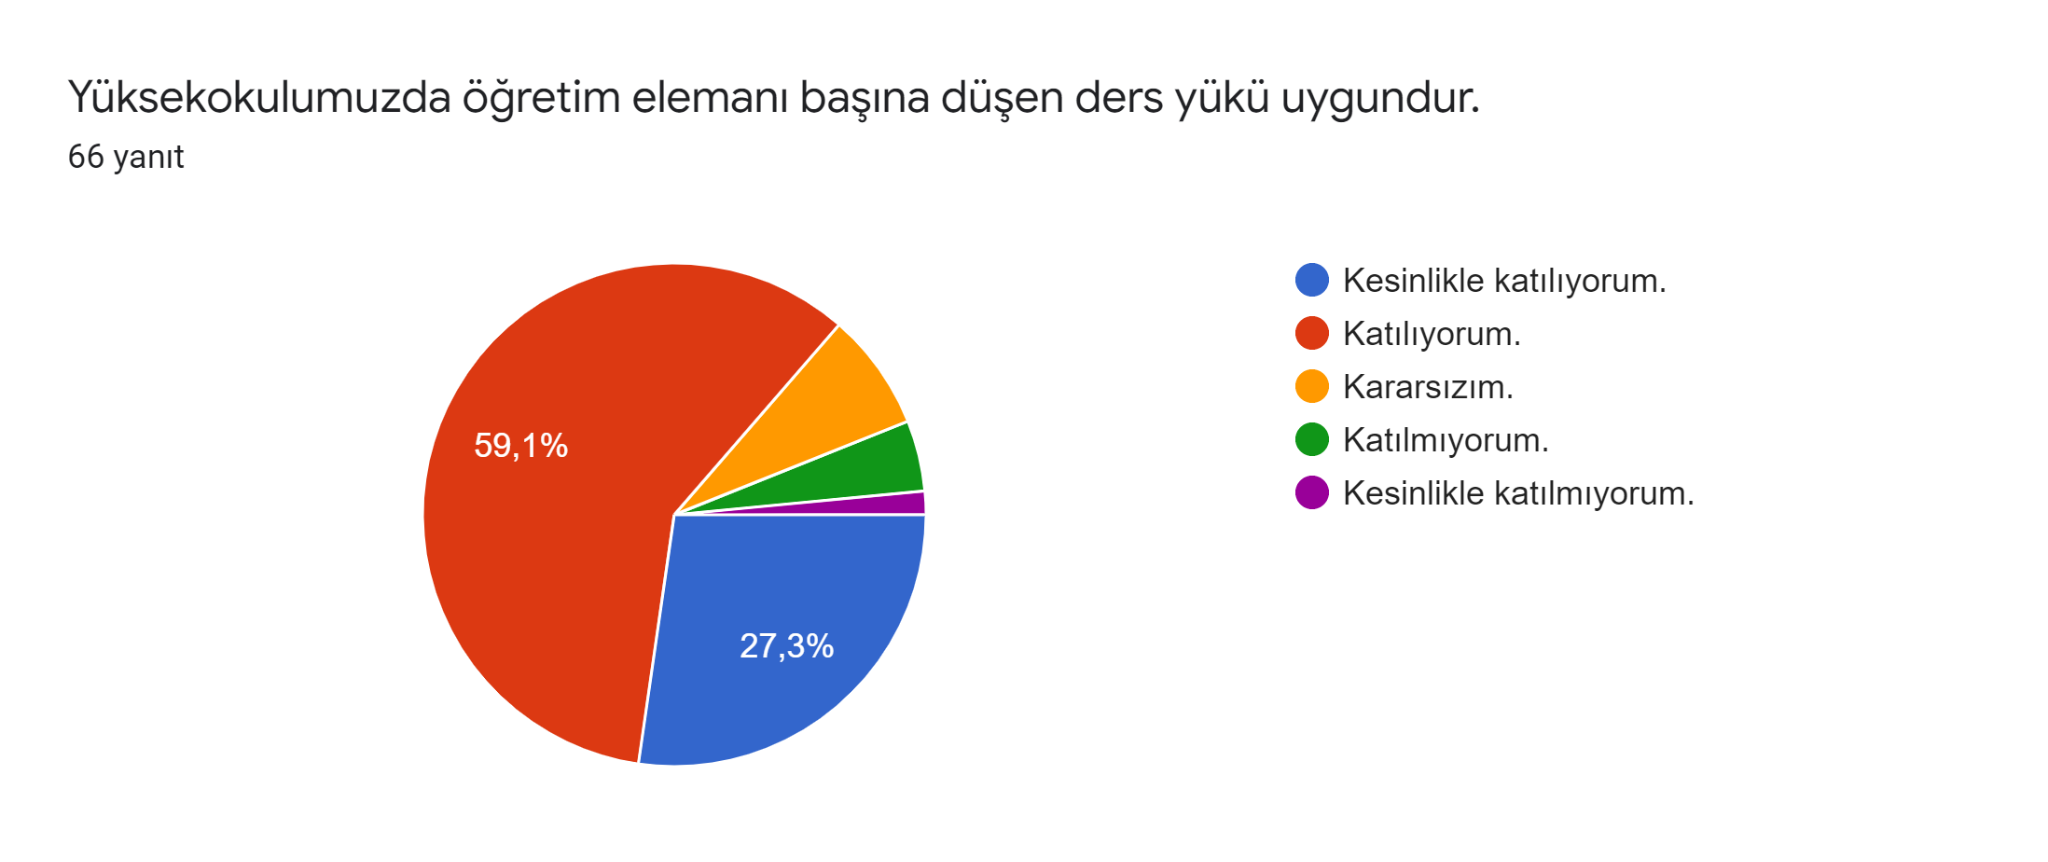 Yüksekokulumuzda öğretim elemanı başına düşen ders yükü uygundur.
66 yanıt
59,1%
27,3%
Kesinlikle katılıyorum.
Katılıyorum.
Kararsızım.
Katılmıyorum.
Kesinlikle katılmıyorum.